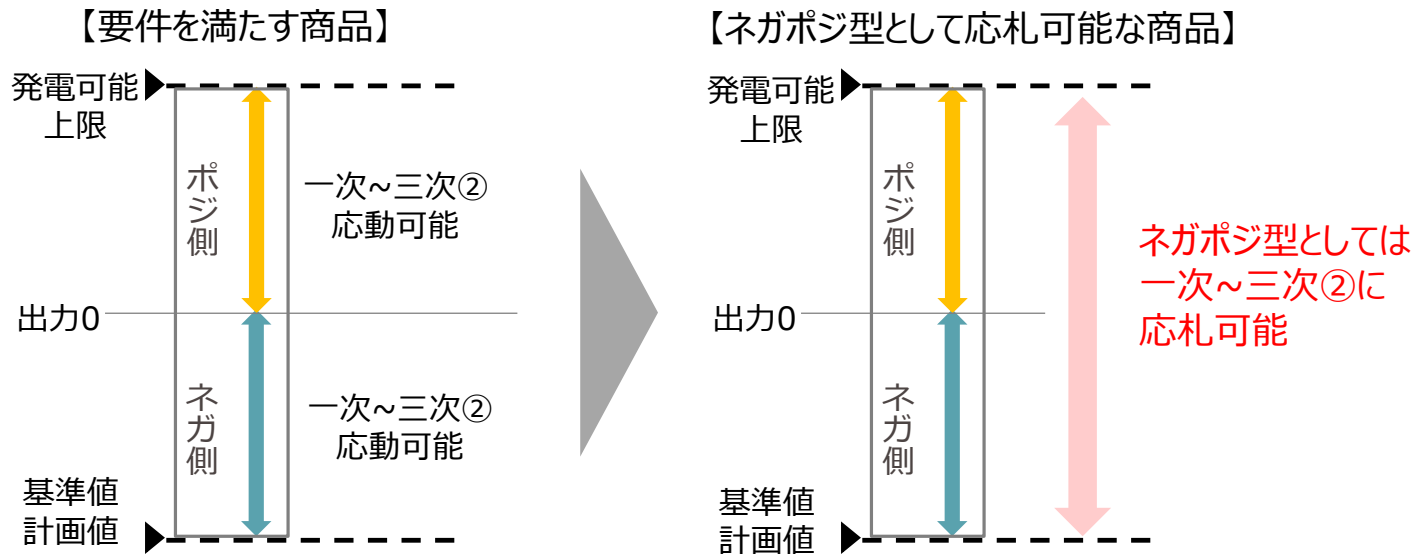 【要件を満たす商品】
発電可能
上限
ポジ側
一次~三次②
応動可能
出力0
ネガ側
一次~三次②
応動可能
基準値
計画値
【ネガポジ型として応札可能な商品】
発電可能
上限
ポジ側
ネガポジ型としては
一次~三次②に
応札可能
出力0
ネガ側
基準値
計画値